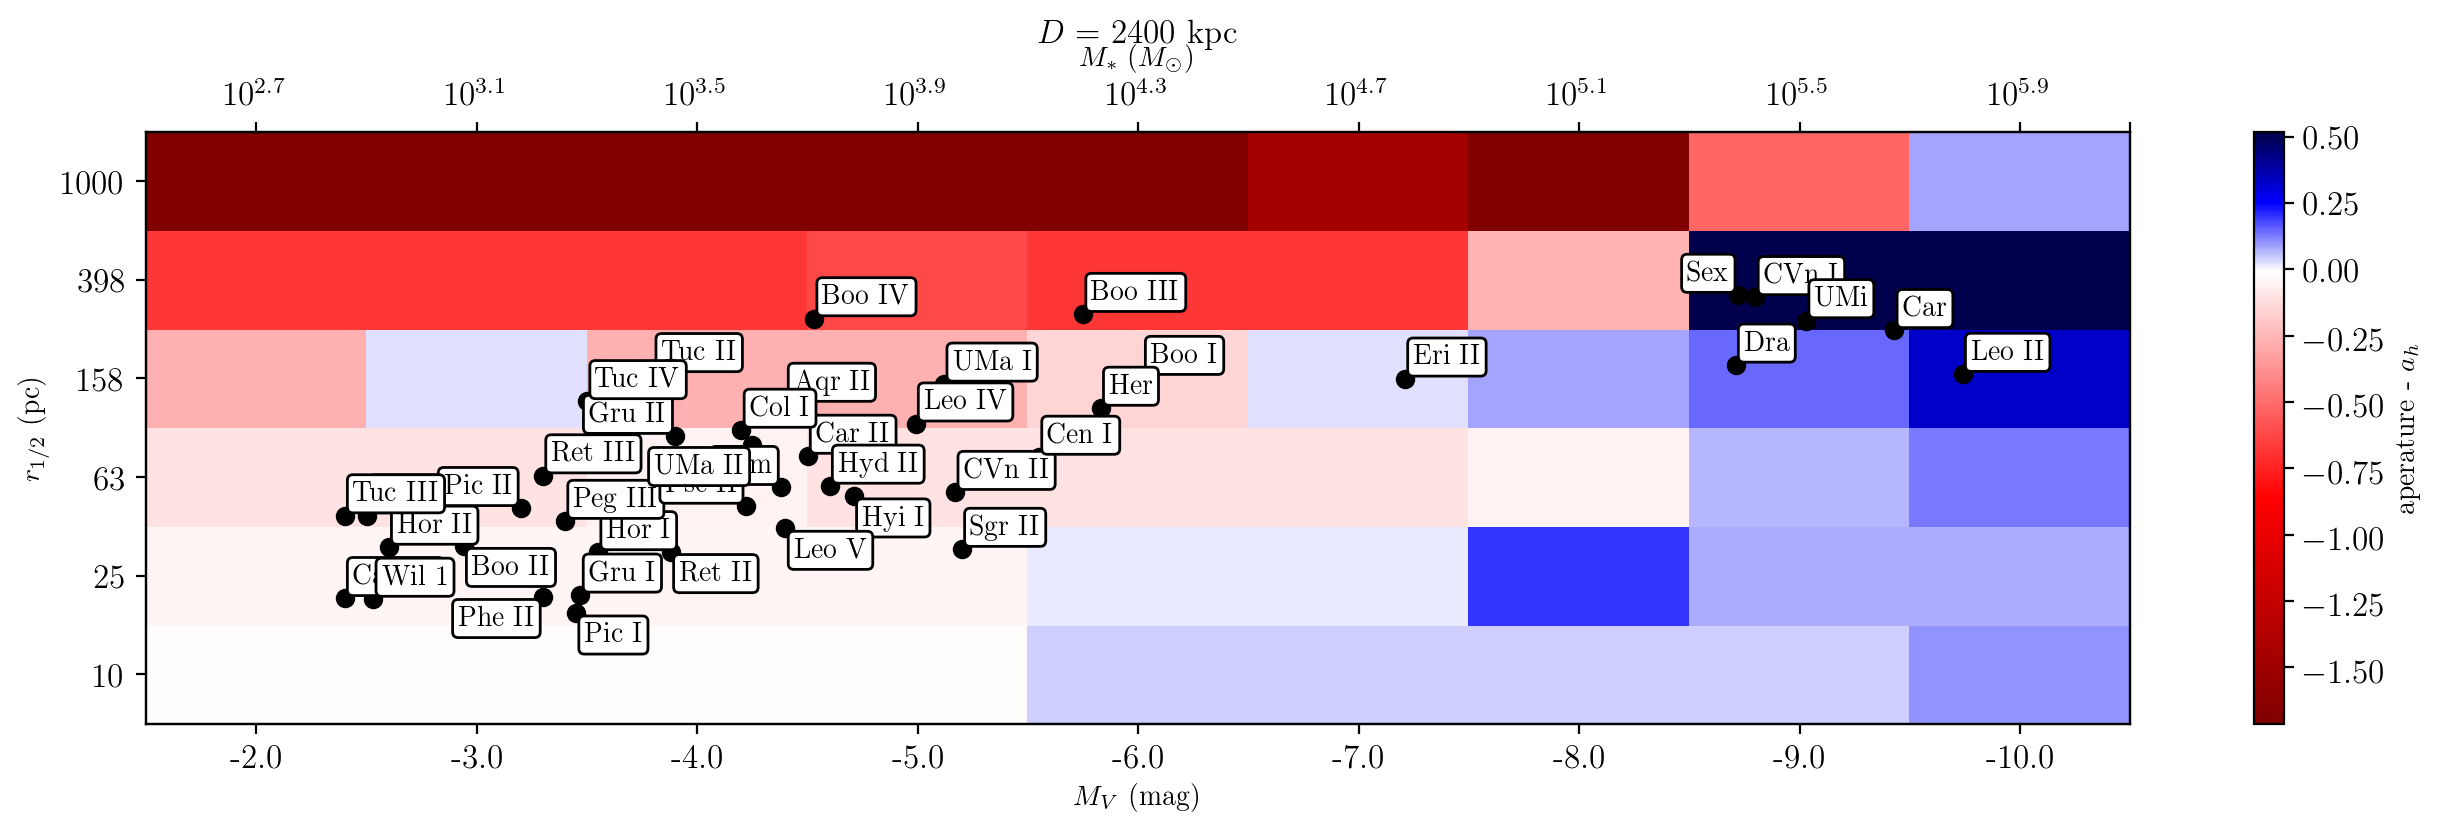 D = 2400 kpc
M* (M⊙)
10^2.7 10^3.1 10^3.5 10^3.9 10^4.3 10^4.7 10^5.1 10^5.5 10^5.9
1000
398
158
63
25
10
r1/2 (pc)
Sex
CVn I
UMi
Car
Boo IV
Boo III
Dra
Leo II
Eri II
Tuc II
UMa I
Boo I
Tuc IV
Aqr II
Her
Gru II
Col I
Leo IV
Car II
Cen I
Ret III
UMa II
Hyd II
CVn II
Tuc III
Pic II
Peg III
Hor II
Hor I
Hyi I
Sgr II
Leo V
Boo II
Wil 1
Gru I
Ret II
Phe II
Pic I
-2.0 -3.0 -4.0 -5.0 -6.0 -7.0 -8.0 -9.0 -10.0
MV (mag)
0.50
0.25
0.00
−0.25
−0.50
−0.75
−1.00
−1.25
−1.50
aperature - ah